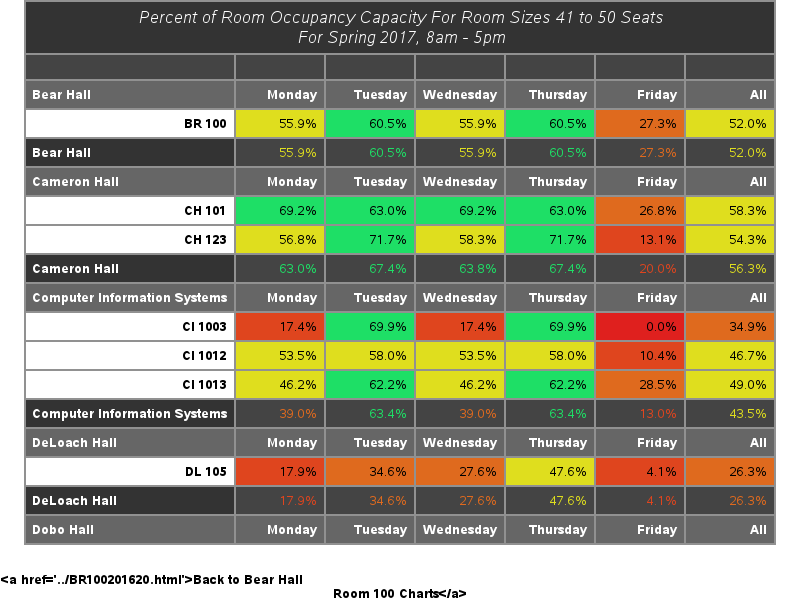 Percent of Room Occupancy Capacity For Room Sizes 41 to 50 Seats
For Spring 2017, 8am - 5pm
Bear Hall Monday Tuesday Wednesday Thursday Friday All
BR 100 55.9% 60.5% 55.9% 60.5% 27.3% 52.0%
Bear Hall 55.9% 60.5% 55.9% 60.5% 27.3% 52.0%
Cameron Hall Monday Tuesday Wednesday Thursday Friday All
CH 101 69.2% 63.0% 69.2% 63.0% 26.8% 58.3%
CH 123 56.8% 71.7% 58.3% 71.7% 13.1% 54.3%
Cameron Hall 63.0% 67.4% 63.8% 67.4% 20.0% 56.3%
Computer Information Systems Monday Tuesday Wednesday Thursday Friday All
CI 1003 17.4% 69.9% 17.4% 69.9% 0.0% 34.9%
CI 1012 53.5% 58.0% 53.5% 58.0% 10.4% 46.7%
CI 1013 46.2% 62.2% 46.2% 62.2% 28.5% 49.0%
Computer Information Systems 39.0% 63.4% 39.0% 63.4% 13.0% 43.5%
DeLoach Hall Monday Tuesday Wednesday Thursday Friday All
DL 105 17.9% 34.6% 27.6% 47.6% 4.1% 26.3%
DeLoach Hall 17.9% 34.6% 27.6% 47.6% 4.1% 26.3%
Dobo Hall Monday Tuesday Wednesday Thursday Friday All
<a href='../BR100201620.html'>Back to Bear Hall
Room 100 Charts</a>